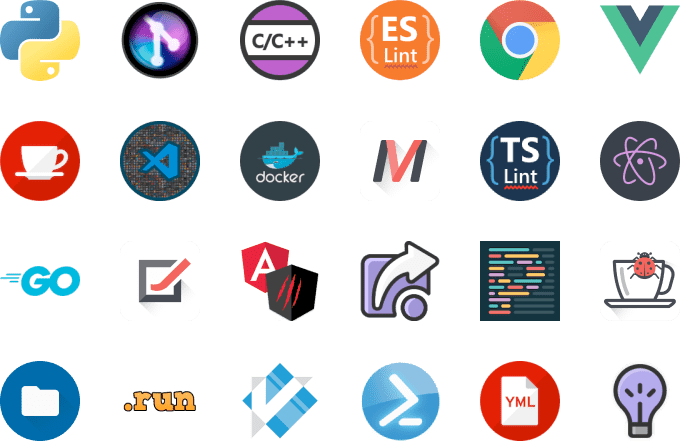 C/C++
{ES}
Lint
docker
{TS}
Lint
GO
A
.run
YML